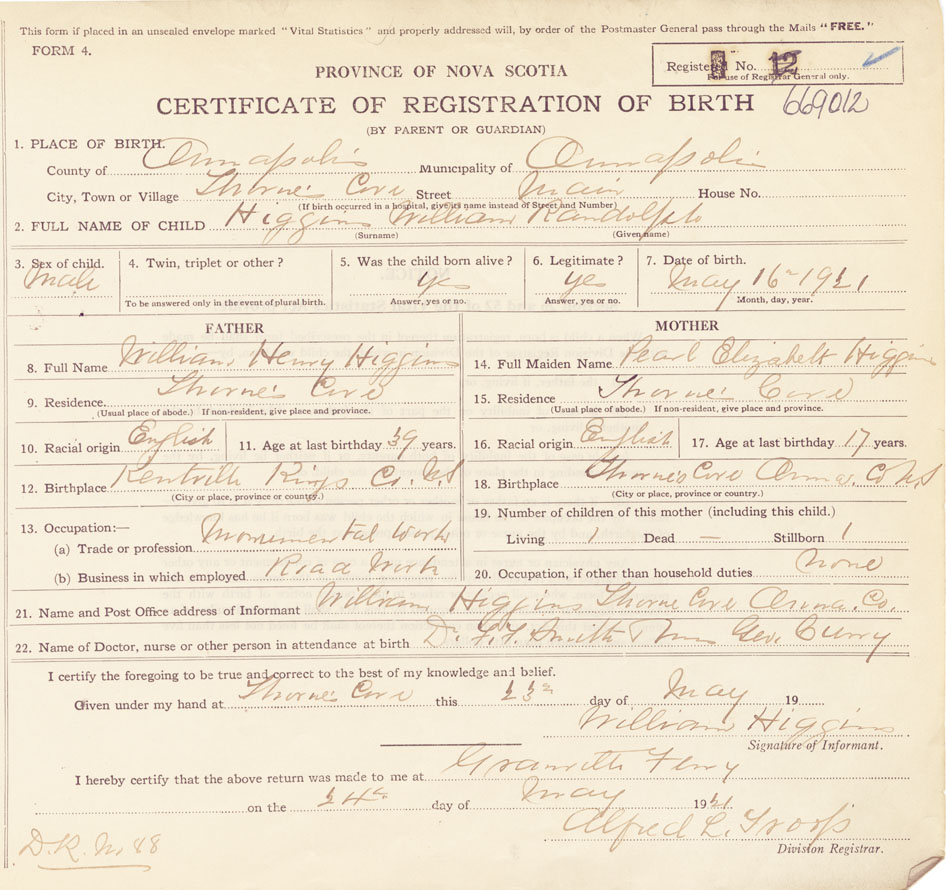 This form if placed in an unsealed envelope marked "Vital Statistics" and properly addressed will, by order of the Postmaster General pass through the Mails "FREE."
FORM 4.
Registered No. 12
For use of Registrar General only.
PROVINCE OF NOVA SCOTIA
CERTIFICATE OF REGISTRATION OF BIRTH 669012
(BY PARENT OR GUARDIAN)
1. PLACE OF BIRTH.
County of Annapolis Municipality of Annapolis
City, Town or Village Thorne's Cove Street Main House No.
(If birth occurred in a hospital, give its name instead of Street and Number)
2. FULL NAME OF CHILD Higgins William Randolph
(Surname) (Given name)
3. Sex of child. 4. Twin, triplet or other? 5. Was the child born alive? 6. Legitimate? 7. Date of birth.
Male yes yes May 16th 1921
To be answered only in the event of plural birth. Answer, yes or no. Answer, yes or no. Month, day, year.
FATHER MOTHER
8. Full Name William Henry Higgins 14. Full Maiden Name Pearl Elizabeth Higgins
9. Residence. Thorne's Cove 15. Residence Thorne's Cove
(Usual place of abode.) If non-resident, give place and province. (Usual place of abode.) If non-resident, give place and province.
10. Racial origin English 11. Age at last birthday 39 years. 16. Racial origin English 17. Age at last birthday 17 years.
12. Birthplace Kentville Kings Co. N.S 18. Birthplace Thorne's Cove Anna. Co N.S
(City or place, province or country.) (City or place, province or country.)
13. Occupation:— 19. Number of children of this mother (including this child.)
(a) Trade or profession Monumental Work Living 1 Dead — Stillborn 1
(b) Business in which employed Road Work 20. Occupation, if other than household duties None
21. Name and Post Office address of Informant William Higgins Thorne Cove Anna. Co.
22. Name of Doctor, nurse or other person in attendance at birth Dr. F. F. Smith Geo. Curry
I certify the foregoing to be true and correct to the best of my knowledge and belief.
Given under my hand at Thorne's Cove this 23rd day of May 19
William Higgins
Signature of Informant.
I hereby certify that the above return was made to me at Granville Ferry
on the 24th day of May 1921
Alfred L. Troop
Division Registrar.
D.R. No. 88